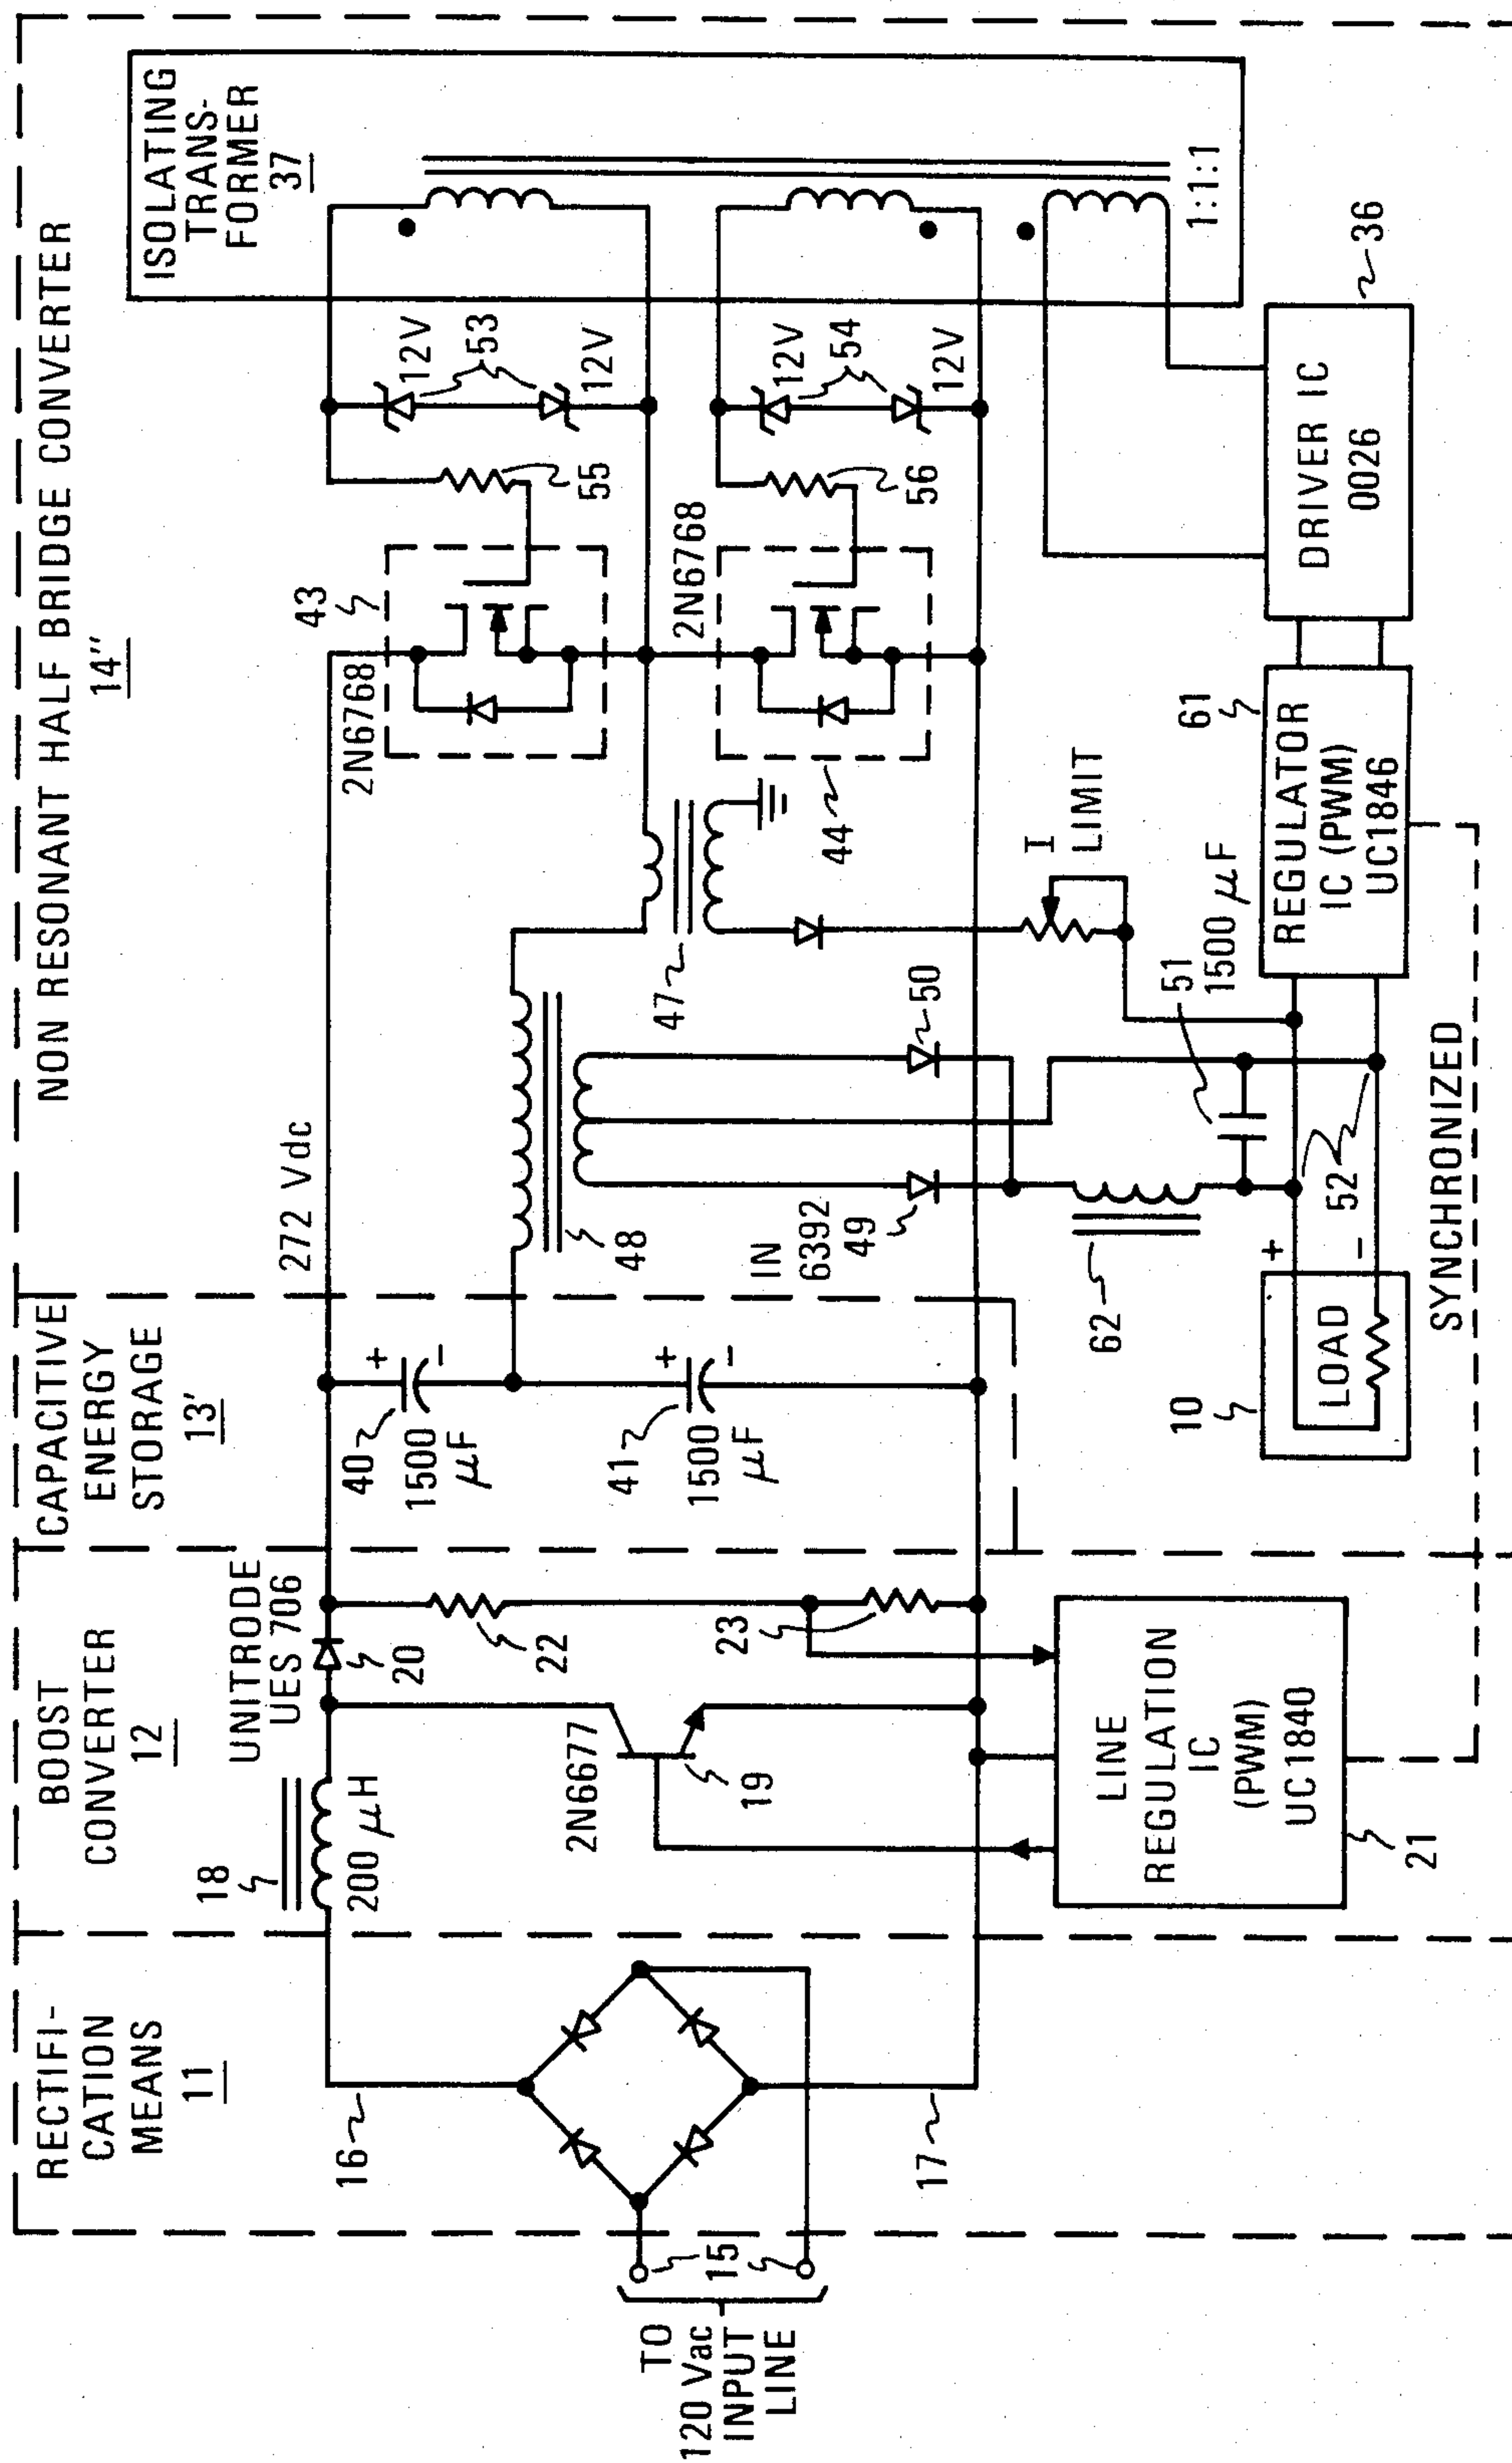 RECTIFI-
CATION
MEANS
11
BOOST
CONVERTER
12
CAPACITIVE
ENERGY
STORAGE
13'
NON RESONANT HALF BRIDGE CONVERTER
14''
TO
120 Vac
INPUT
LINE
15
16
17
18
200 μH
UNITRODE
UES 706
20
2N6677
19
22
23
LINE
REGULATION
IC
(PWM)
UC1840
21
40
1500
μF
+
-
41
1500
μF
+
-
272 Vdc
48
IN
6392
49
50
47
I
LIMIT
62
51
1500 μF
52
10
LOAD
+
-
SYNCHRONIZED
43
2N6768
2N6768
44
55
56
12V
53
12V
12V
54
12V
ISOLATING
TRANS-
FORMER
37
1:1:1
61
REGULATOR
IC (PWM)
UC1846
DRIVER IC
0026
36